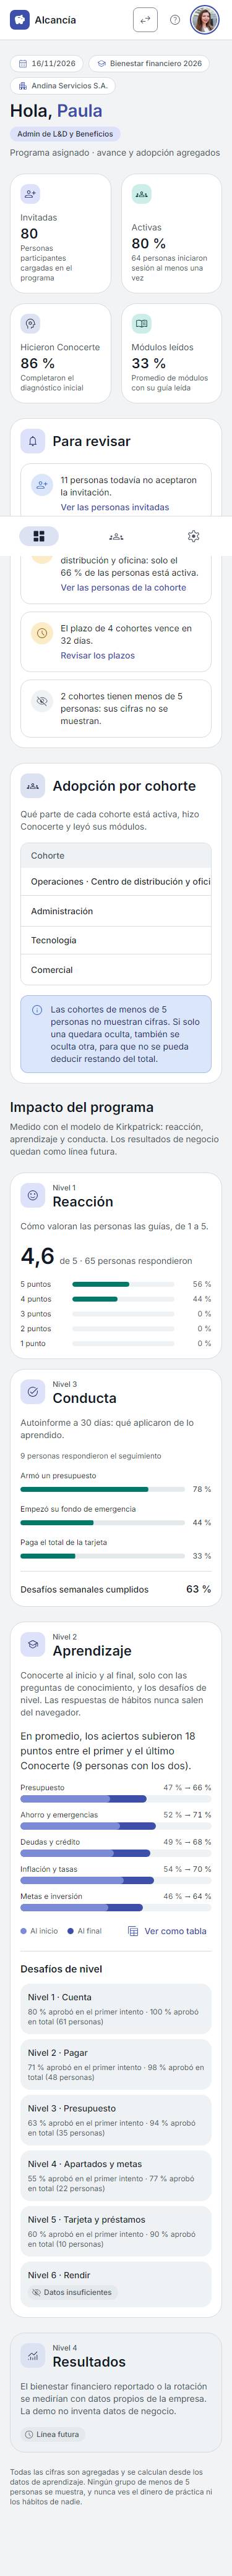 Alcancía
16/11/2026
Bienestar financiero 2026
Andina Servicios S.A.
Hola, Paula
Admin de L&D y Beneficios
Programa asignado · avance y adopción agregados
Invitadas
80
Personas
participantes
cargadas en el
programa
Activas
80 %
64 personas iniciaron
sesión al menos una
vez
Hicieron Conocerte
86 %
Completaron el
diagnóstico inicial
Módulos leídos
33 %
Promedio de módulos
con su guía leída
Para revisar
11 personas todavía no aceptaron
la invitación.
Ver las personas invitadas
distribución y oficina: solo el
66 % de las personas está activa.
Ver las personas de la cohorte
El plazo de 4 cohortes vence en
32 días.
Revisar los plazos
2 cohortes tienen menos de 5
personas: sus cifras no se
muestran.
Adopción por cohorte
Qué parte de cada cohorte está activa, hizo
Conocerte y leyó sus módulos.
Cohorte
Operaciones · Centro de distribución y ofici
Administración
Tecnología
Comercial
Las cohortes de menos de 5
personas no muestran cifras. Si solo
una quedara oculta, también se
oculta otra, para que no se pueda
deducir restando del total.
Impacto del programa
Medido con el modelo de Kirkpatrick: reacción,
aprendizaje y conducta. Los resultados de negocio
quedan como línea futura.
Nivel 1
Reacción
Cómo valoran las personas las guías, de 1 a 5.
4,6 de 5 · 65 personas respondieron
5 puntos 56 %
4 puntos 44 %
3 puntos 0 %
2 puntos 0 %
1 punto 0 %
Nivel 3
Conducta
Autoinforme a 30 días: qué aplicaron de lo
aprendido.
9 personas respondieron el seguimiento
Armó un presupuesto
78 %
Empezó su fondo de emergencia
44 %
Paga el total de la tarjeta
33 %
Desafíos semanales cumplidos 63 %
Nivel 2
Aprendizaje
Conocerte al inicio y al final, solo con las
preguntas de conocimiento, y los desafíos de
nivel. Las respuestas de hábitos nunca salen
del navegador.
En promedio, los aciertos subieron 18
puntos entre el primer y el último
Conocerte (9 personas con los dos).
Presupuesto 47 % → 66 %
Ahorro y emergencias 52 % → 71 %
Deudas y crédito 49 % → 68 %
Inflación y tasas 54 % → 70 %
Metas e inversión 46 % → 64 %
Al inicio Al final Ver como tabla
Desafíos de nivel
Nivel 1 · Cuenta
80 % aprobó en el primer intento · 100 % aprobó
en total (61 personas)
Nivel 2 · Pagar
71 % aprobó en el primer intento · 98 % aprobó en
total (48 personas)
Nivel 3 · Presupuesto
63 % aprobó en el primer intento · 94 % aprobó
en total (35 personas)
Nivel 4 · Apartados y metas
55 % aprobó en el primer intento · 77 % aprobó
en total (22 personas)
Nivel 5 · Tarjeta y préstamos
60 % aprobó en el primer intento · 90 % aprobó
en total (10 personas)
Nivel 6 · Rendir
Datos insuficientes
Nivel 4
Resultados
El bienestar financiero reportado o la rotación
se medirían con datos propios de la empresa.
La demo no inventa datos de negocio.
Línea futura
Todas las cifras son agregadas y se calculan desde los
datos de aprendizaje. Ningún grupo de menos de 5
personas se muestra, y nunca ves el dinero de práctica ni
los hábitos de nadie.